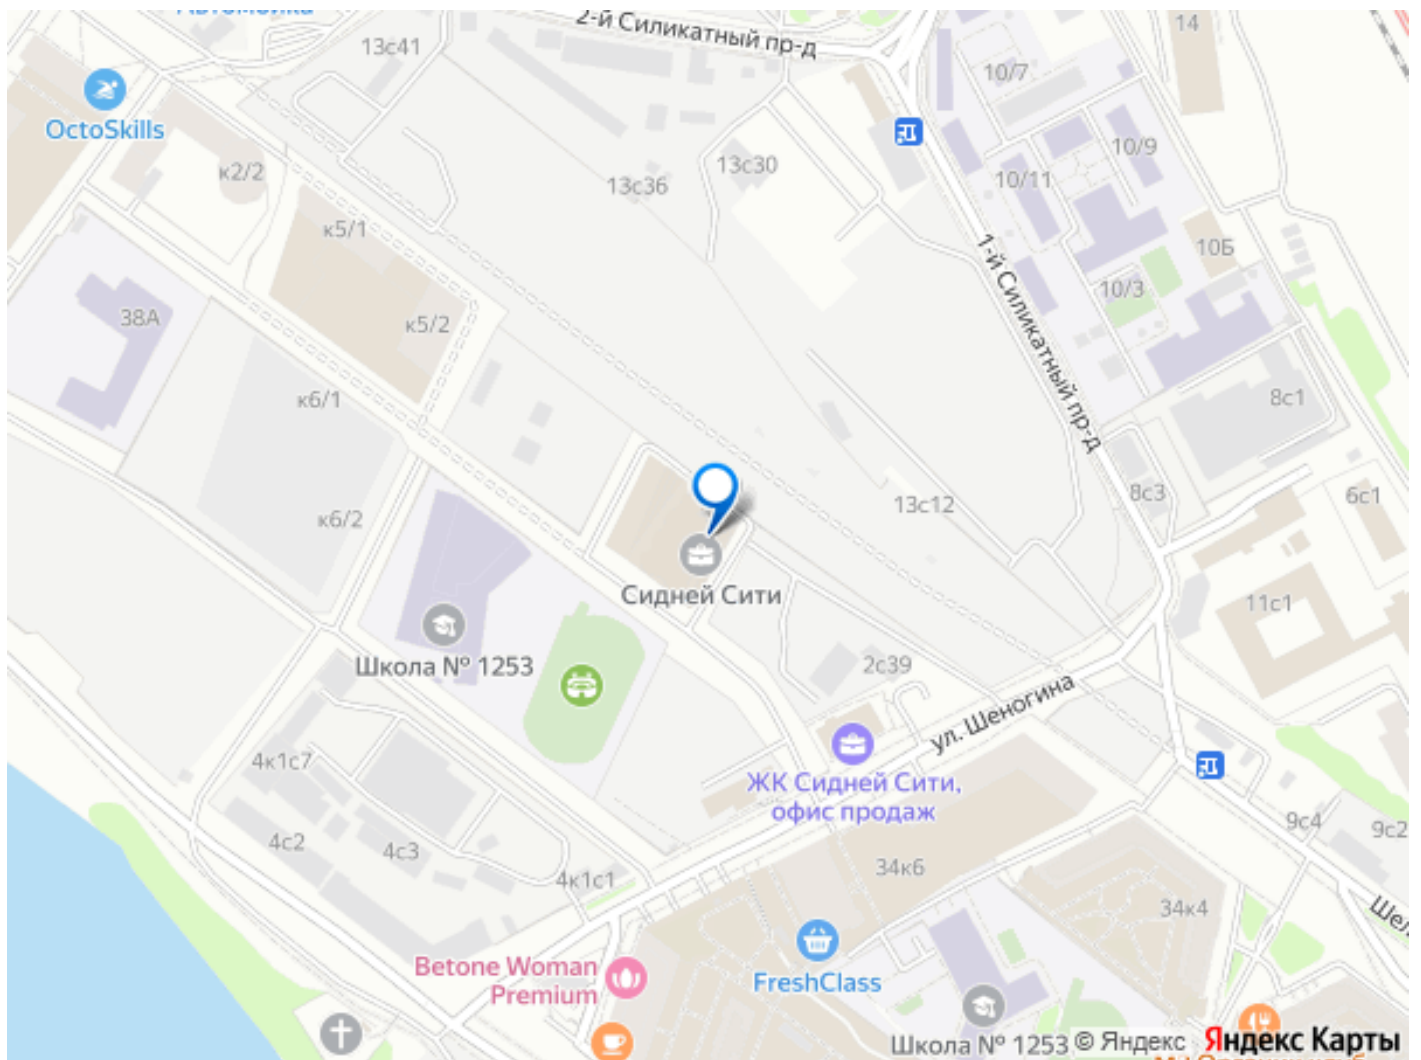 Автомойка
2-й Силикатный пр-д
14
13с41
10/7
OctoSkills
10/9
13с30
к2/2
13с36
10/11
к5/1
1-й Силикатный пр-д
10Б
10/3
38А
к5/2
8с1
к6/1
8с3
6с1
13с12
к6/2
Сидней Сити
11с1
Школа № 1253
2с39
ул. Шеногина
4к1с7
ЖК Сидней Сити,
офис продаж
9с4
9с2
4с2
4с3
34к6
4к1с1
34к4
Betone Woman
Premium
FreshClass
Школа № 1253
© Яндекс Яндекс Карты